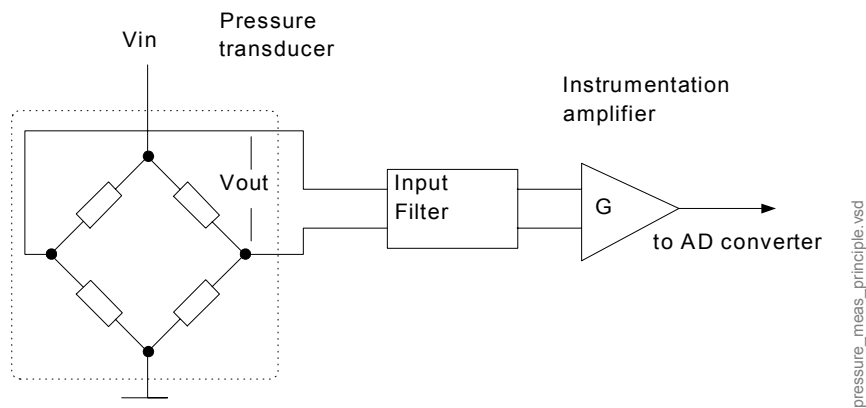 Pressure
transducer
Vin
Instrumentation
amplifier
Vout
Input
Filter
G
to AD converter
pressure_meas_principle.vsd